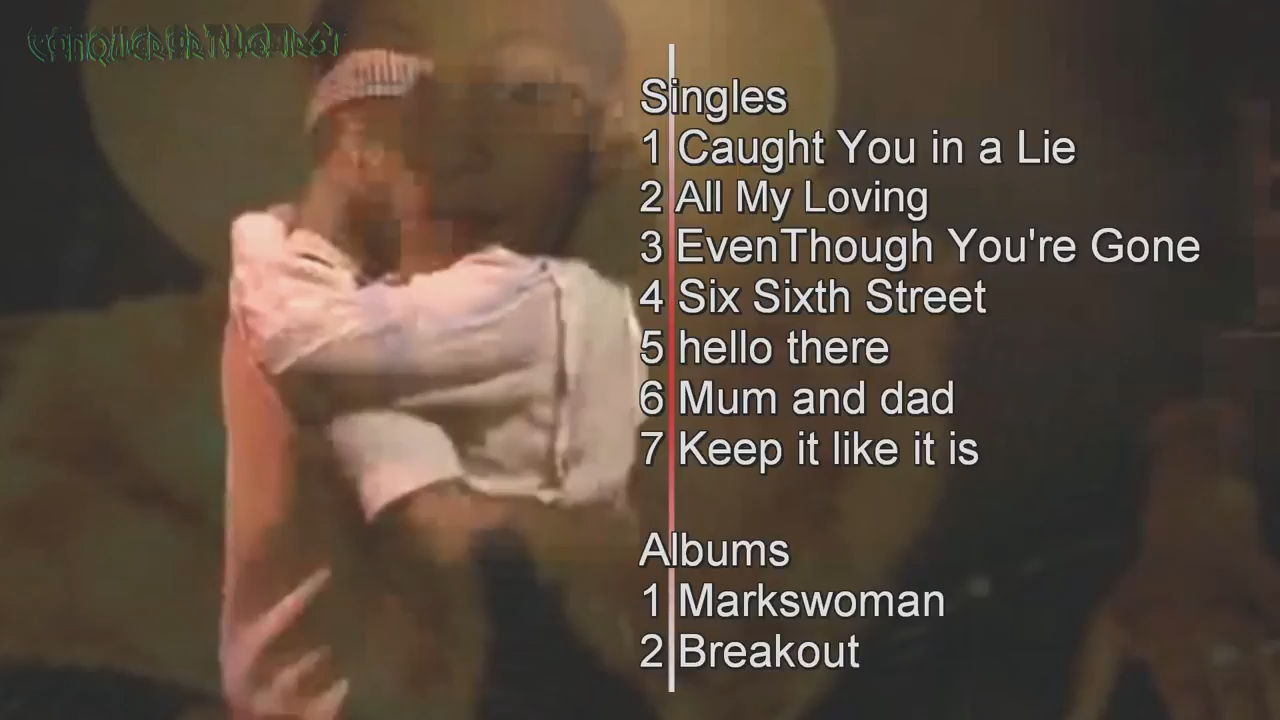 CONQUERORTHEFIRST
Singles
1 Caught You in a Lie
2 All My Loving
3 EvenThough You're Gone
4 Six Sixth Street
5 hello there
6 Mum and dad
7 Keep it like it is
Albums
1 Markswoman
2 Breakout